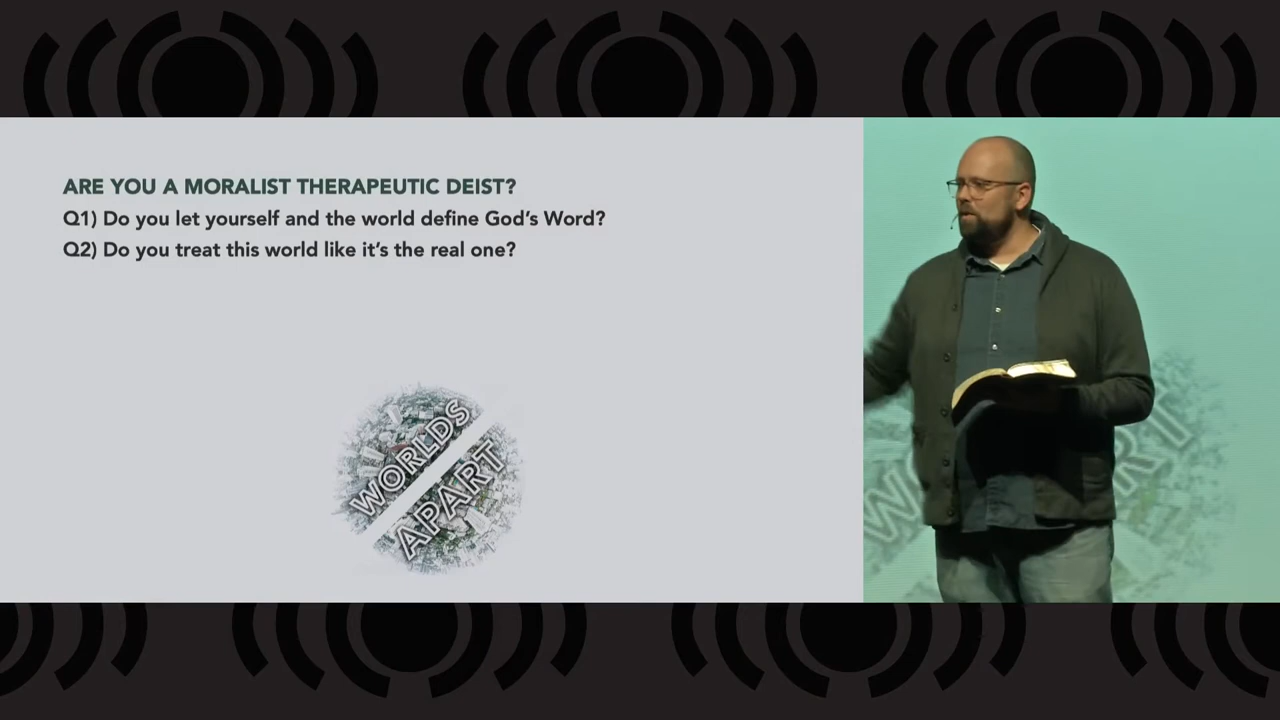 ARE YOU A MORALIST THERAPEUTIC DEIST?
Q1) Do you let yourself and the world define God's Word?
Q2) Do you treat this world like it's the real one?
WORLDS
APART